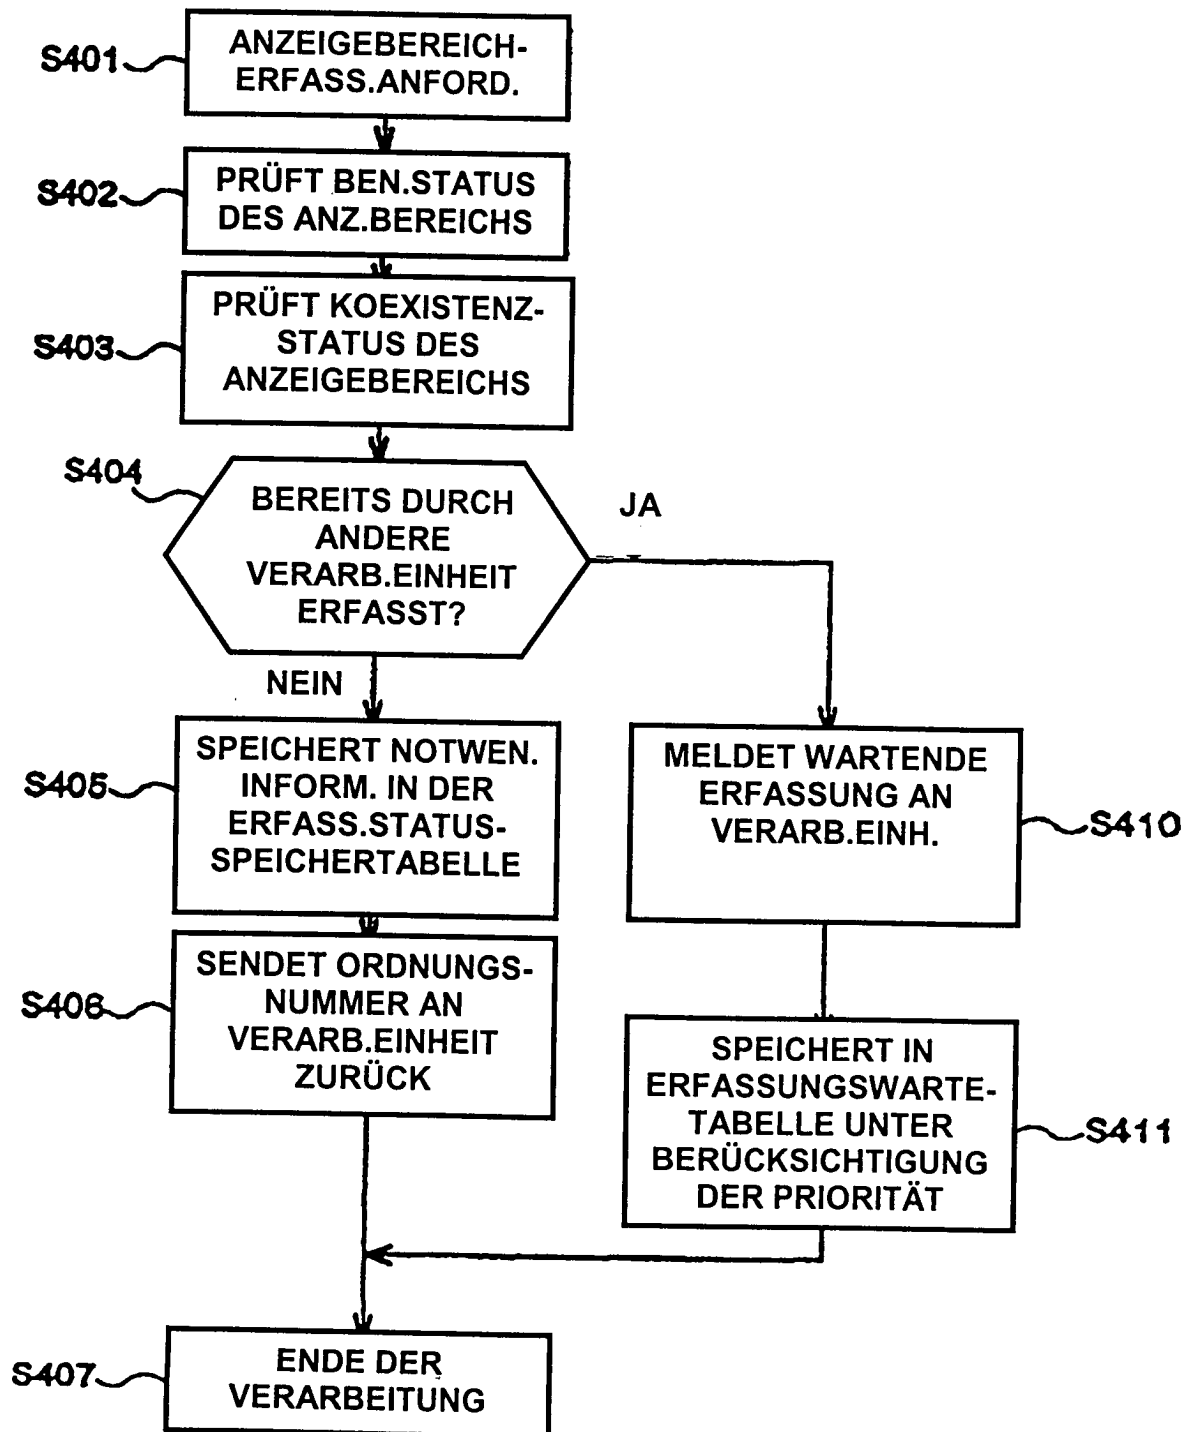 S401
ANZEIGEBEREICH-
ERFASS.ANFORD.
S402
PRÜFT BEN.STATUS
DES ANZ.BEREICHS
S403
PRÜFT KOEXISTENZ-
STATUS DES
ANZEIGEBEREICHS
S404
BEREITS DURCH
ANDERE
VERARB.EINHEIT
ERFASST?
JA
NEIN
S405
SPEICHERT NOTWEN.
INFORM. IN DER
ERFASS.STATUS-
SPEICHERTABELLE
MELDET WARTENDE
ERFASSUNG AN
VERARB.EINH.
S410
S406
SENDET ORDNUNGS-
NUMMER AN
VERARB.EINHEIT
ZURÜCK
SPEICHERT IN
ERFASSUNGSWARTE-
TABELLE UNTER
BERÜCKSICHTIGUNG
DER PRIORITÄT
S411
S407
ENDE DER
VERARBEITUNG